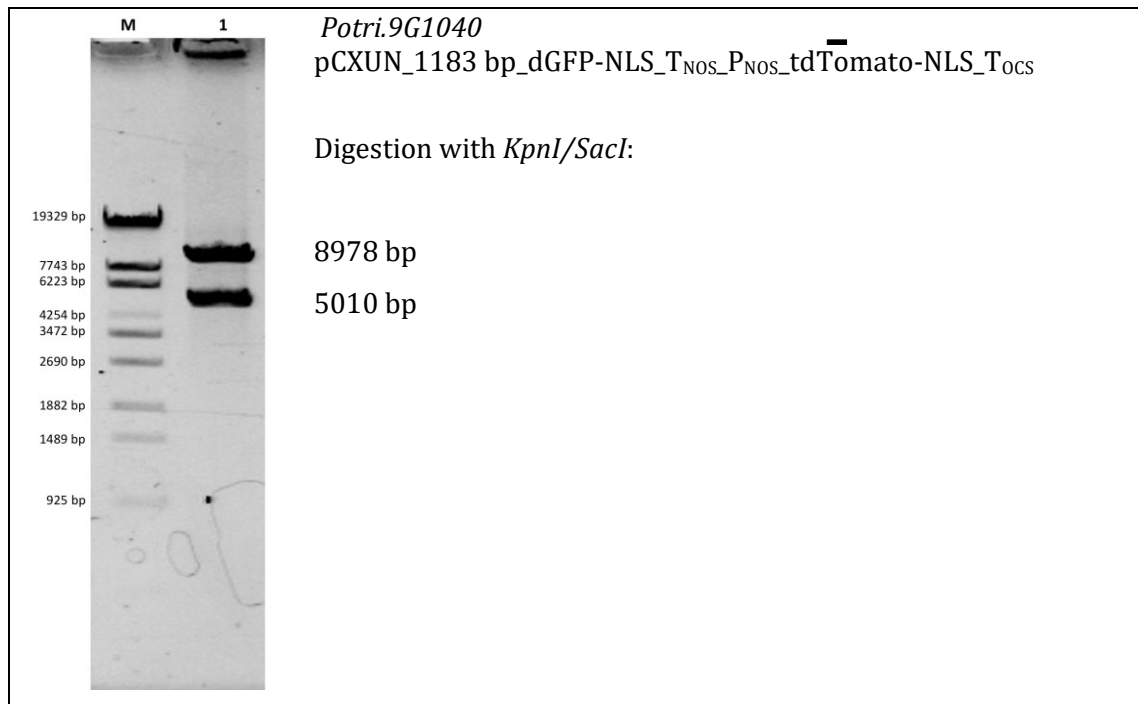 M 1
Potri.9G1040
pCXUN_1183 bp_dGFP-NLS_TNOS_PNOS_tdTomato-NLS_TOCS
Digestion with KpnI/SacI:
19329 bp
8978 bp
7743 bp
6223 bp
5010 bp
4254 bp
3472 bp
2690 bp
1882 bp
1489 bp
925 bp